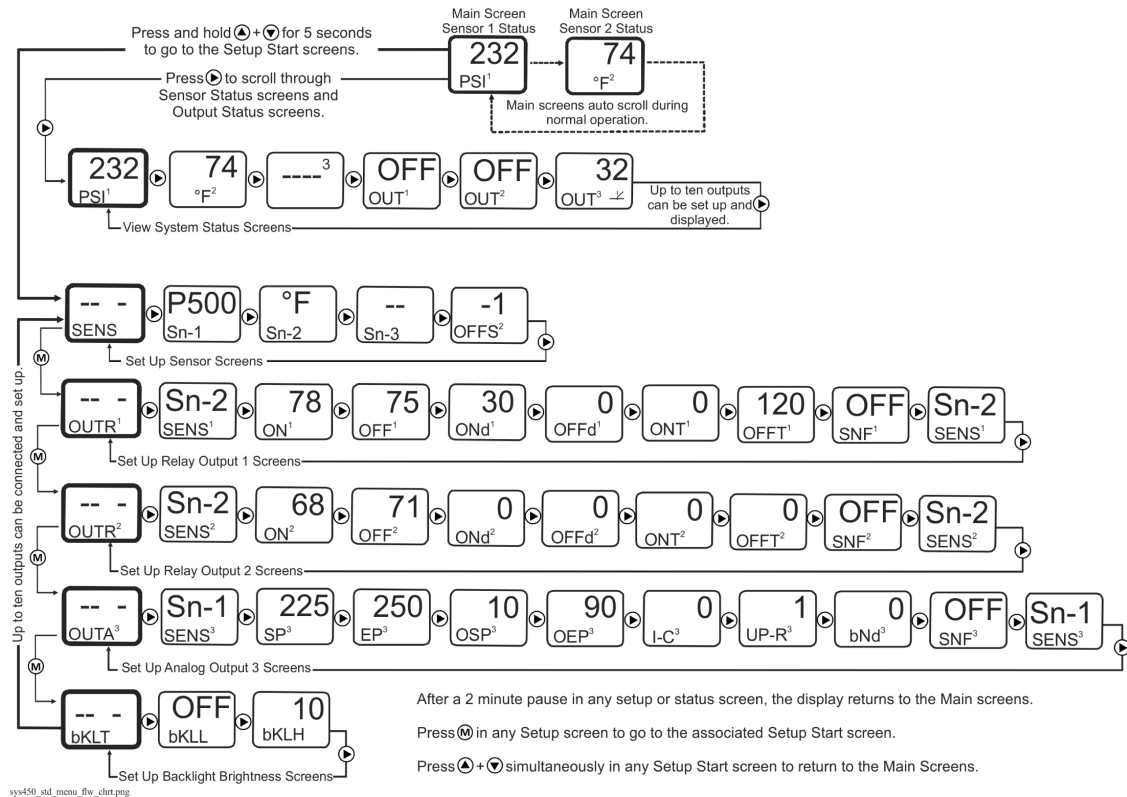 Main Screen
Sensor 1 Status
Main Screen
Sensor 2 Status
Press and hold ▲+▼ for 5 seconds
to go to the Setup Start screens.
232
PSI¹
74
°F²
Press ▶ to scroll through
Sensor Status screens and
Output Status screens.
Main screens auto scroll during
normal operation.
232
PSI¹
74
°F²
----³
OFF
OUT¹
OFF
OUT²
32
OUT³
Up to ten outputs
can be set up and
displayed.
View System Status Screens
-- -
SENS
P500
Sn-1
°F
Sn-2
--
Sn-3
-1
OFFS²
Set Up Sensor Screens
M
-- -
OUTR¹
Sn-2
SENS¹
78
ON¹
75
OFF¹
30
ONd¹
0
OFFd¹
0
ONT¹
120
OFFT¹
OFF
SNF¹
Sn-2
SENS¹
Set Up Relay Output 1 Screens
M
-- -
OUTR²
Sn-2
SENS²
68
ON²
71
OFF²
0
ONd²
0
OFFd²
0
ONT²
0
OFFT²
OFF
SNF²
Sn-2
SENS²
Set Up Relay Output 2 Screens
M
-- -
OUTA³
Sn-1
SENS³
225
SP³
250
EP³
10
OSP³
90
OEP³
0
I-C³
1
UP-R³
0
bNd³
OFF
SNF³
Sn-1
SENS³
Set Up Analog Output 3 Screens
M
-- -
bKLT
OFF
bKLL
10
bKLH
Set Up Backlight Brightness Screens
Up to ten outputs can be connected and set up.
After a 2 minute pause in any setup or status screen, the display returns to the Main screens.
Press M in any Setup screen to go to the associated Setup Start screen.
Press ▲+▼ simultaneously in any Setup Start screen to return to the Main Screens.
sys450_std_menu_flw_chrt.png